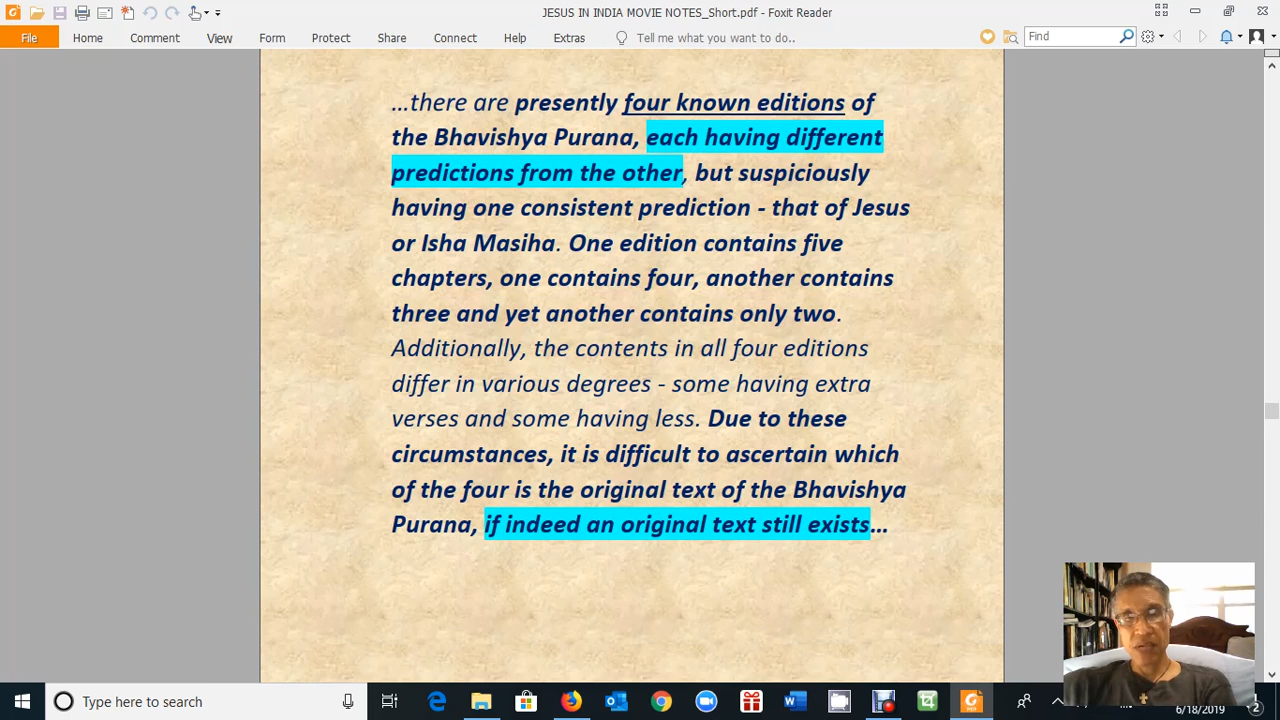 JESUS IN INDIA MOVIE NOTES_Short.pdf - Foxit Reader
File Home Comment View Form Protect Share Connect Help Extras Tell me what you want to do.. Find
...there are presently four known editions of
the Bhavishya Purana, each having different
predictions from the other, but suspiciously
having one consistent prediction - that of Jesus
or Isha Masiha. One edition contains five
chapters, one contains four, another contains
three and yet another contains only two.
Additionally, the contents in all four editions
differ in various degrees - some having extra
verses and some having less. Due to these
circumstances, it is difficult to ascertain which
of the four is the original text of the Bhavishya
Purana, if indeed an original text still exists...
Type here to search
6/18/2019